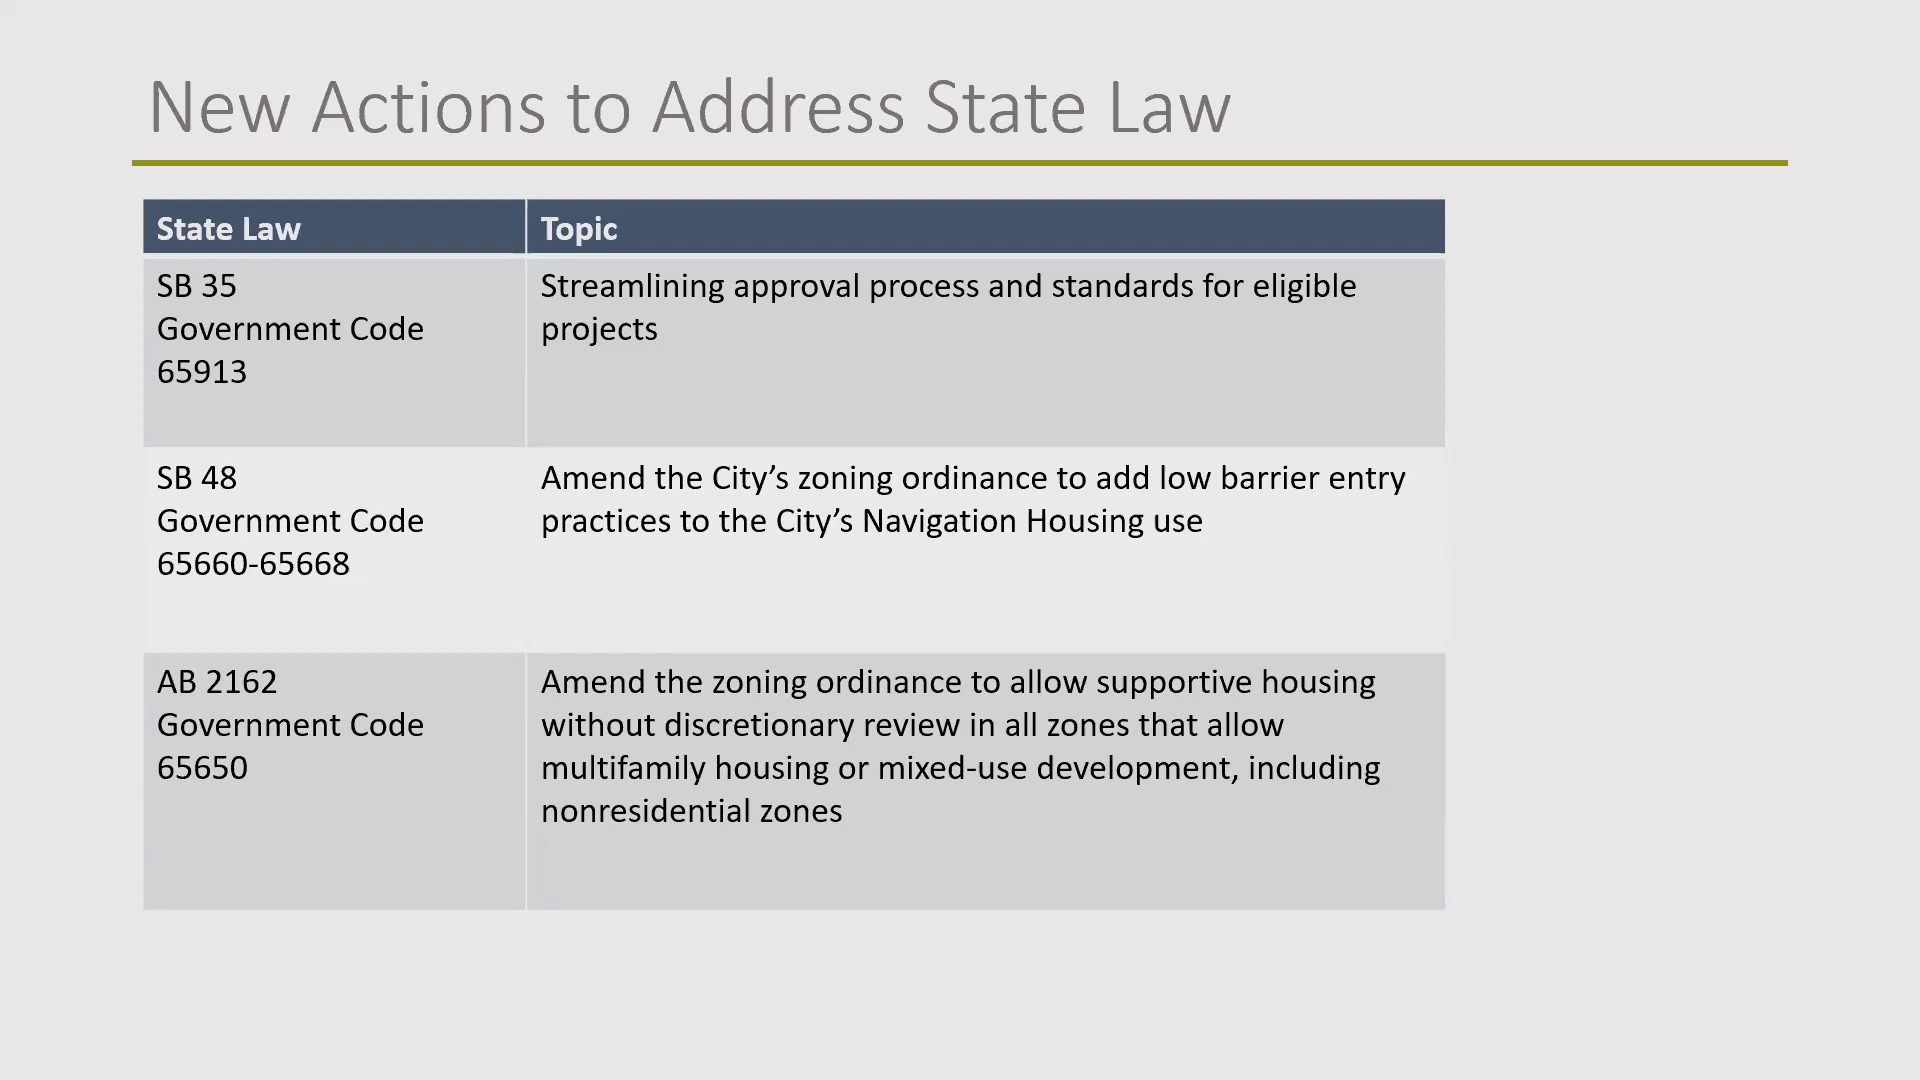 New Actions to Address State Law
State Law
Topic
SB 35
Government Code
65913
Streamlining approval process and standards for eligible
projects
SB 48
Government Code
65660-65668
Amend the City’s zoning ordinance to add low barrier entry
practices to the City’s Navigation Housing use
AB 2162
Government Code
65650
Amend the zoning ordinance to allow supportive housing
without discretionary review in all zones that allow
multifamily housing or mixed-use development, including
nonresidential zones